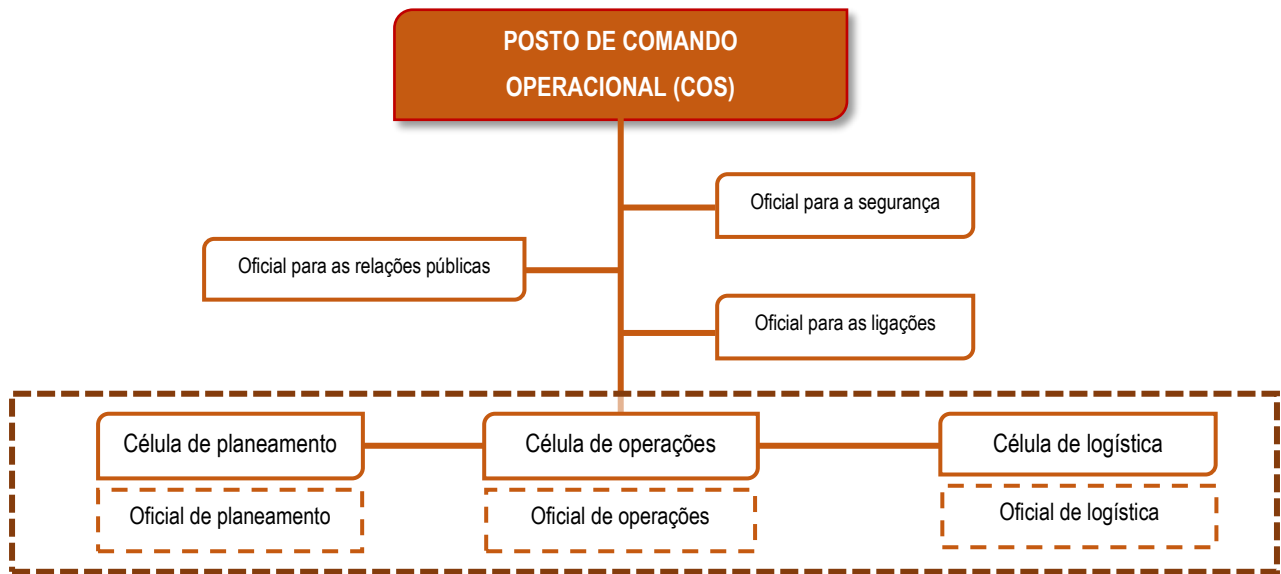 POSTO DE COMANDO
OPERACIONAL (COS)
Oficial para a segurança
Oficial para as relações públicas
Oficial para as ligações
Célula de planeamento
Célula de operações
Célula de logística
Oficial de planeamento
Oficial de operações
Oficial de logística